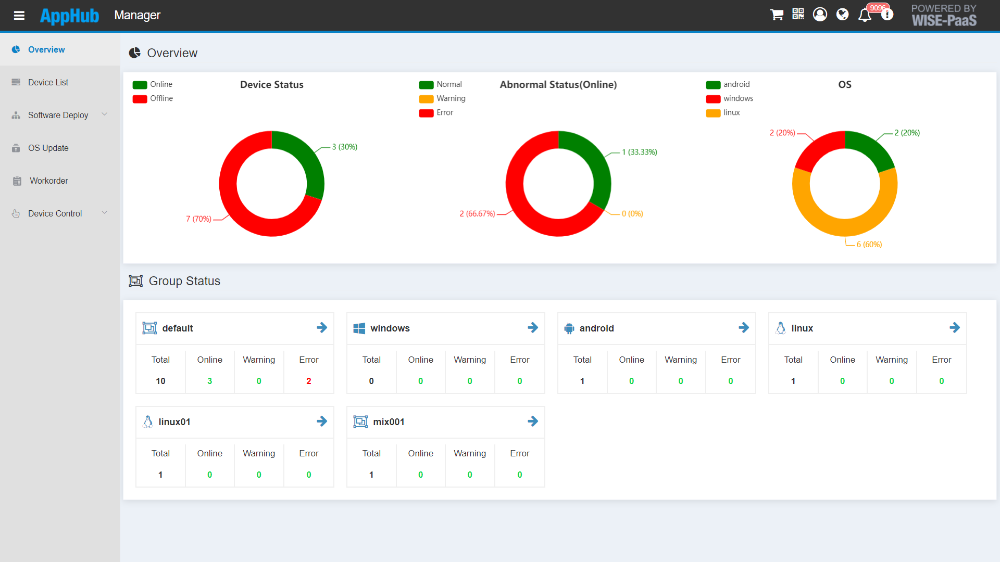 AppHub
Manager
9096
POWERED BY
WISE-PaaS
Overview
Device List
Software Deploy
OS Update
Workorder
Device Control
Overview
Online
Offline
Device Status
3 (30%)
7 (70%)
Normal
Warning
Error
Abnormal Status(Online)
1 (33.33%)
2 (66.67%)
0 (0%)
android
windows
linux
OS
2 (20%)
2 (20%)
6 (60%)
Group Status
default
Total Online Warning Error
10 3 0 2
windows
Total Online Warning Error
0 0 0 0
android
Total Online Warning Error
1 0 0 0
linux
Total Online Warning Error
1 0 0 0
linux01
Total Online Warning Error
1 0 0 0
mix001
Total Online Warning Error
1 0 0 0